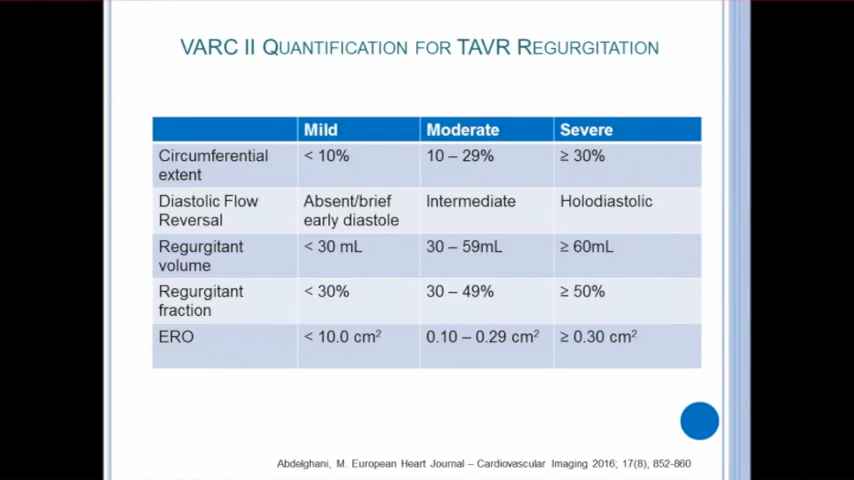 VARC II QUANTIFICATION FOR TAVR REGURGITATION
Mild Moderate Severe
Circumferential extent < 10% 10 – 29% ≥ 30%
Diastolic Flow Reversal Absent/brief early diastole Intermediate Holodiastolic
Regurgitant volume < 30 mL 30 – 59mL ≥ 60mL
Regurgitant fraction < 30% 30 – 49% ≥ 50%
ERO < 10.0 cm² 0.10 – 0.29 cm² ≥ 0.30 cm²
Abdelghani, M. European Heart Journal – Cardiovascular Imaging 2016; 17(8), 852-860